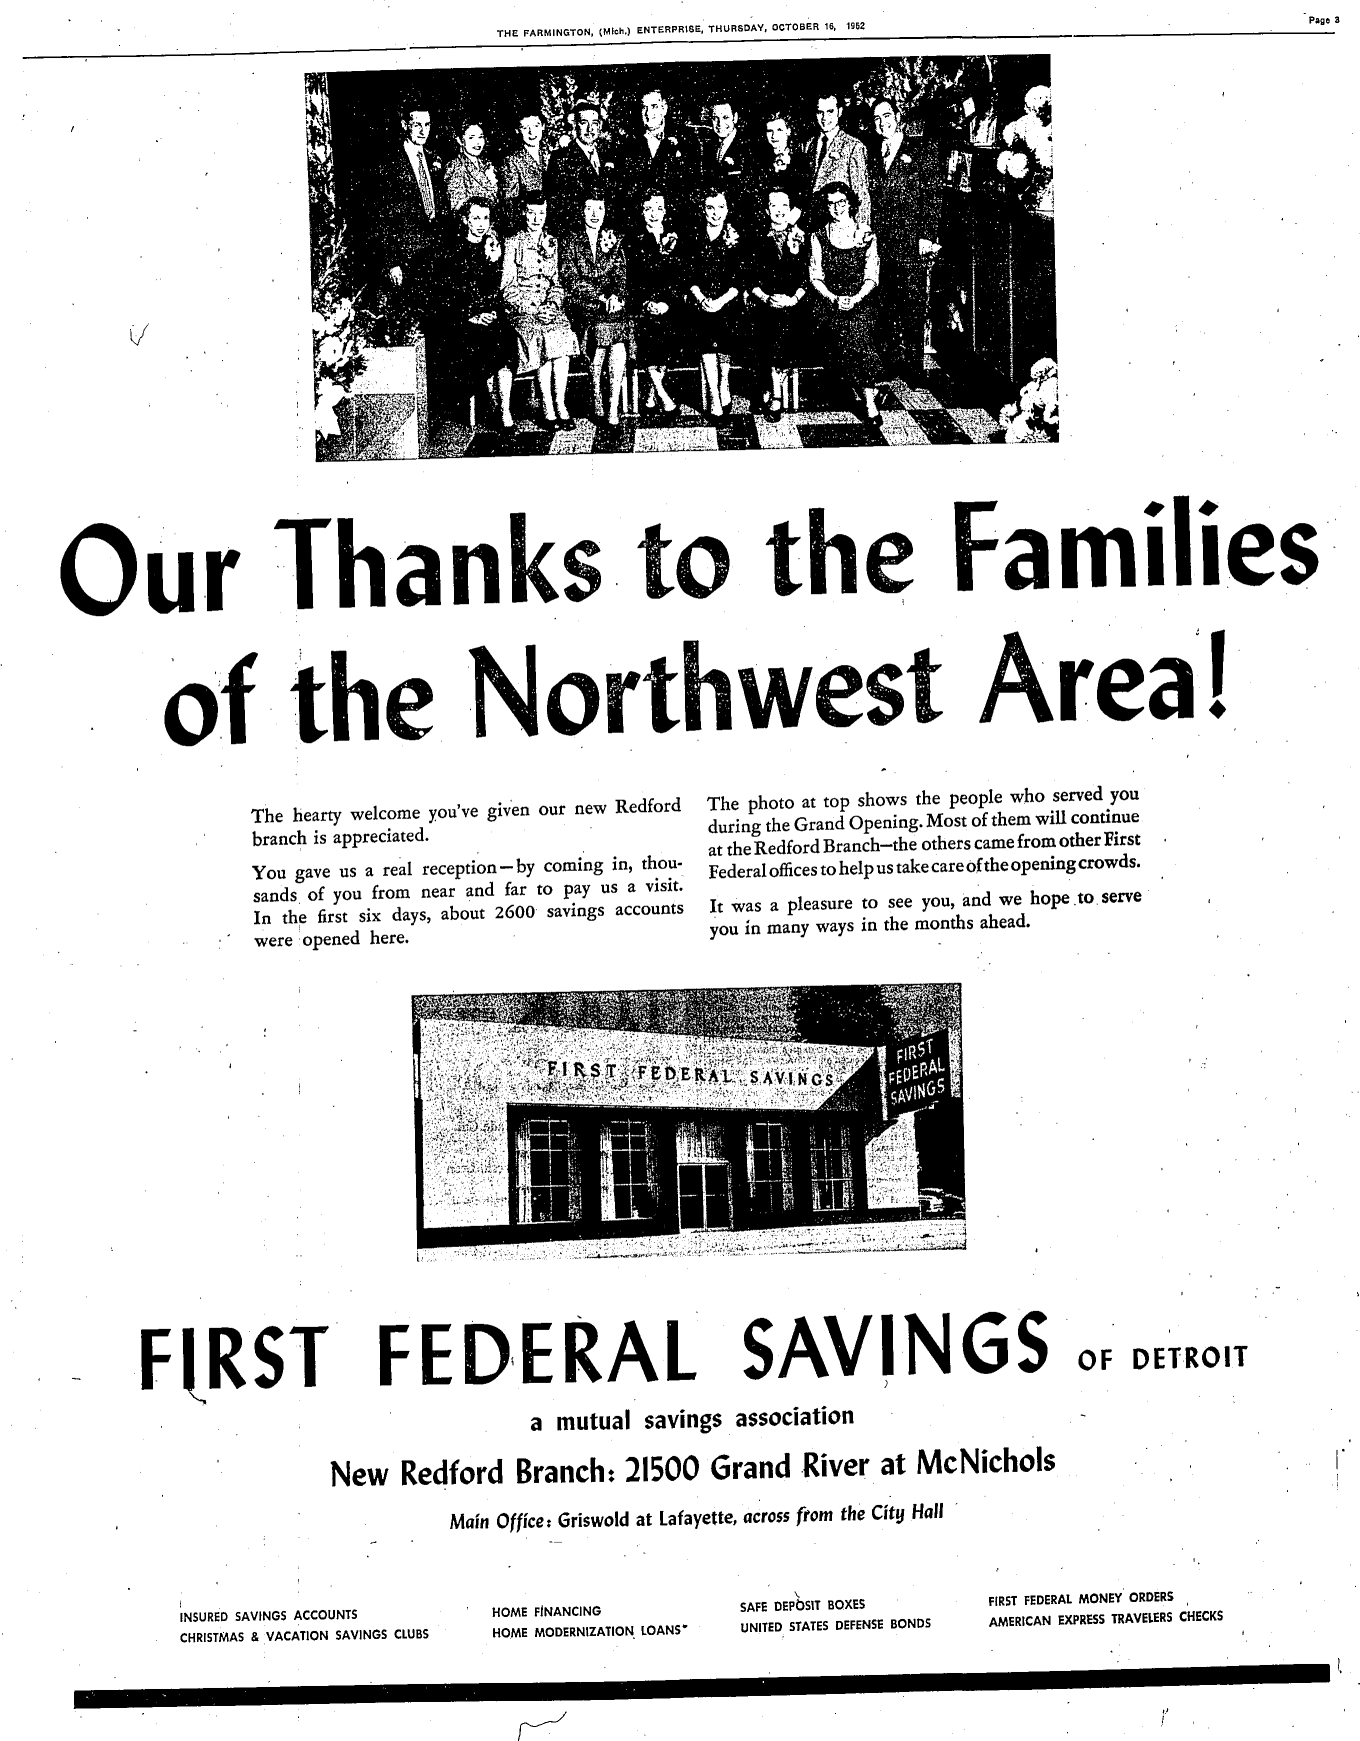 THE FARMINGTON, (Mich.) ENTERPRISE, THURSDAY, OCTOBER 16, 1952
Page 3
Our Thanks to the Families
of the Northwest Area!
The hearty welcome you've given our new Redford
branch is appreciated.
You gave us a real reception—by coming in, thou-
sands of you from near and far to pay us a visit.
In the first six days, about 2600 savings accounts
were opened here.
The photo at top shows the people who served you
during the Grand Opening. Most of them will continue
at the Redford Branch—the others came from other First
Federal offices to help us take care of the opening crowds.
It was a pleasure to see you, and we hope to serve
you in many ways in the months ahead.
FIRST FEDERAL SAVINGS
FIRST
FEDERAL
SAVINGS
FIRST FEDERAL SAVINGS OF DETROIT
a mutual savings association
New Redford Branch: 21500 Grand River at McNichols
Main Office: Griswold at Lafayette, across from the City Hall
INSURED SAVINGS ACCOUNTS
CHRISTMAS & VACATION SAVINGS CLUBS
HOME FINANCING
HOME MODERNIZATION LOANS
SAFE DEPOSIT BOXES
UNITED STATES DEFENSE BONDS
FIRST FEDERAL MONEY ORDERS
AMERICAN EXPRESS TRAVELERS CHECKS